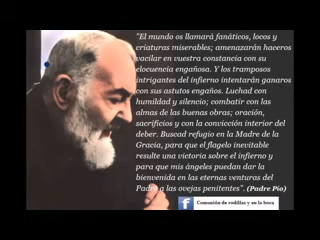 "El mundo os llamará fanáticos, locos y
criaturas miserables; amenazarán haceros
vacilar en vuestra constancia con su
elocuencia engañosa. Y los tramposos
intrigantes del infierno intentarán ganaros
con sus astutos engaños. Luchad con
humildad y silencio; combatir con las
almas de las buenas obras; oración,
sacrificios y con la convicción interior del
deber. Buscad refugio en la Madre de la
Gracia, para que el flagelo inevitable
resulte una victoria sobre el infierno y
para que mis ángeles puedan dar la
bienvenida en las eternas venturas del
Padre a las ovejas penitentes". (Padre Pío)
f Comunión de rodillas y en la boca